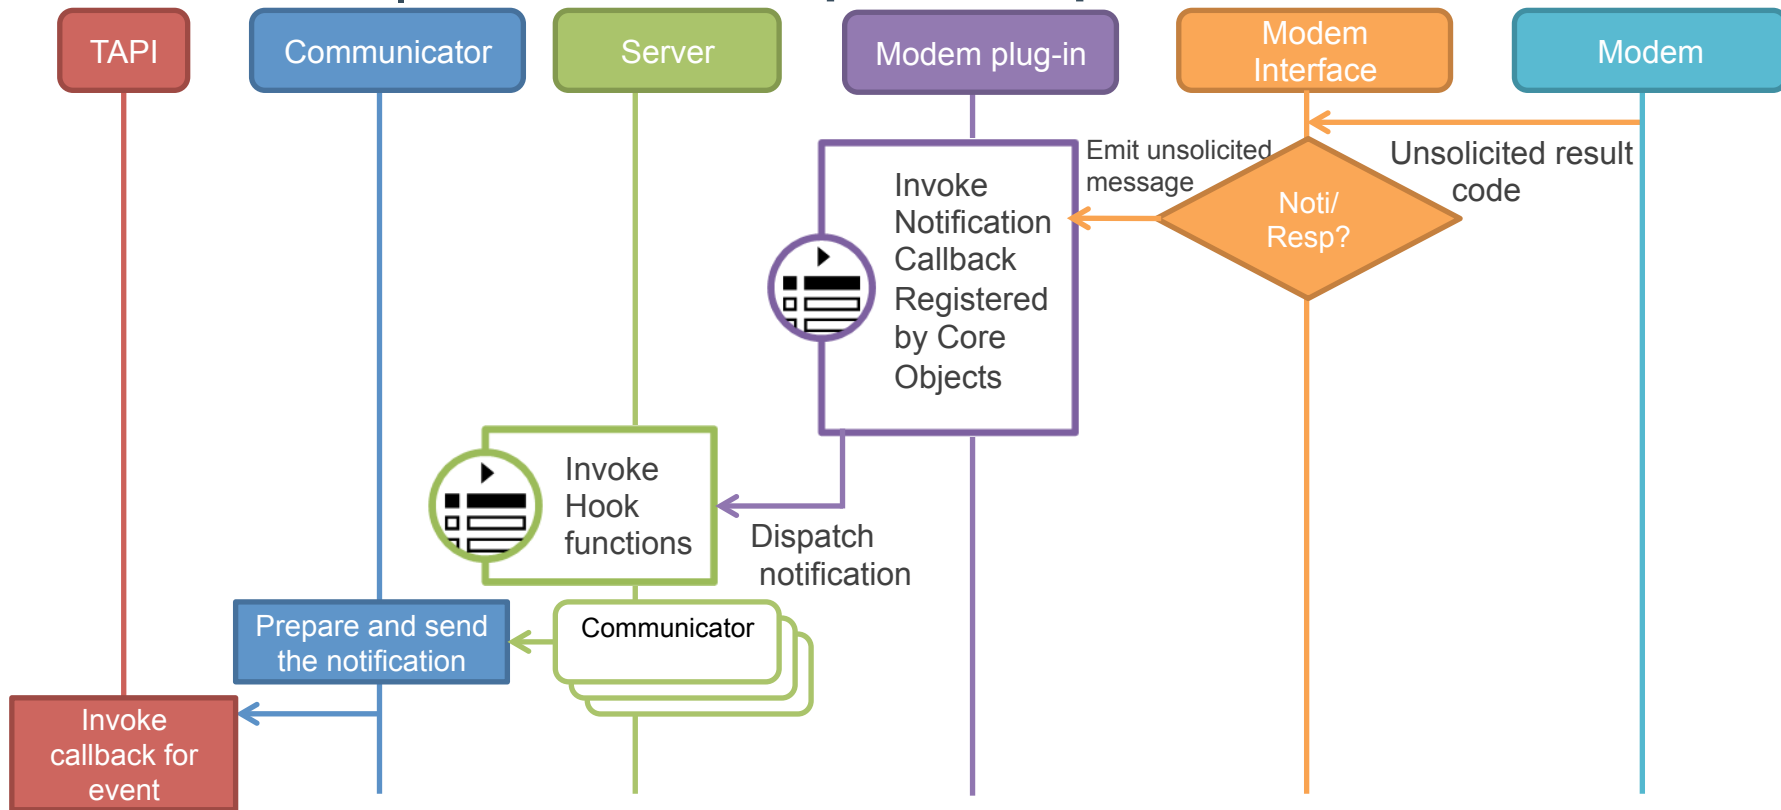 TAPI
Communicator
Server
Modem plug-in
Modem
Interface
Modem
Emit unsolicited
message
Unsolicited result
code
Noti/
Resp?
Invoke
Notification
Callback
Registered
by Core
Objects
Invoke
Hook
functions
Dispatch
notification
Prepare and send
the notification
Communicator
Invoke
callback for
event